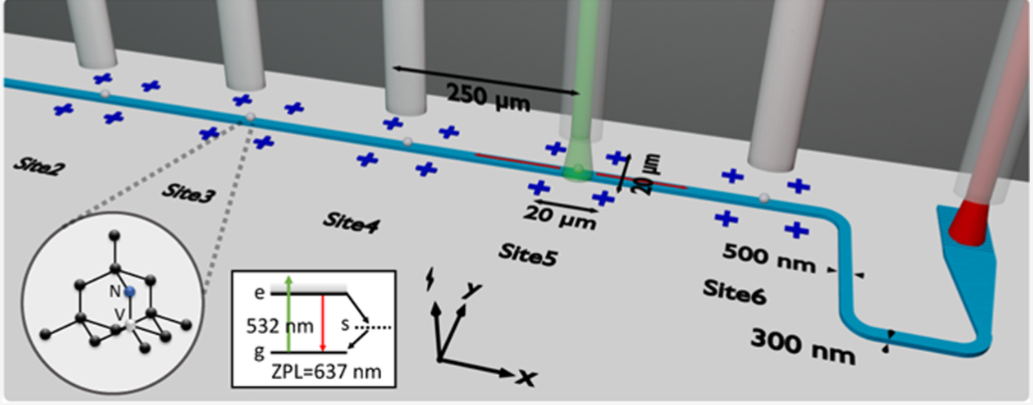 250 µm
20 µm
20 µm
Site2
Site3
Site4
Site5
Site6
500 nm
300 nm
N
V
e
532 nm
s
g
ZPL=637 nm
y
x